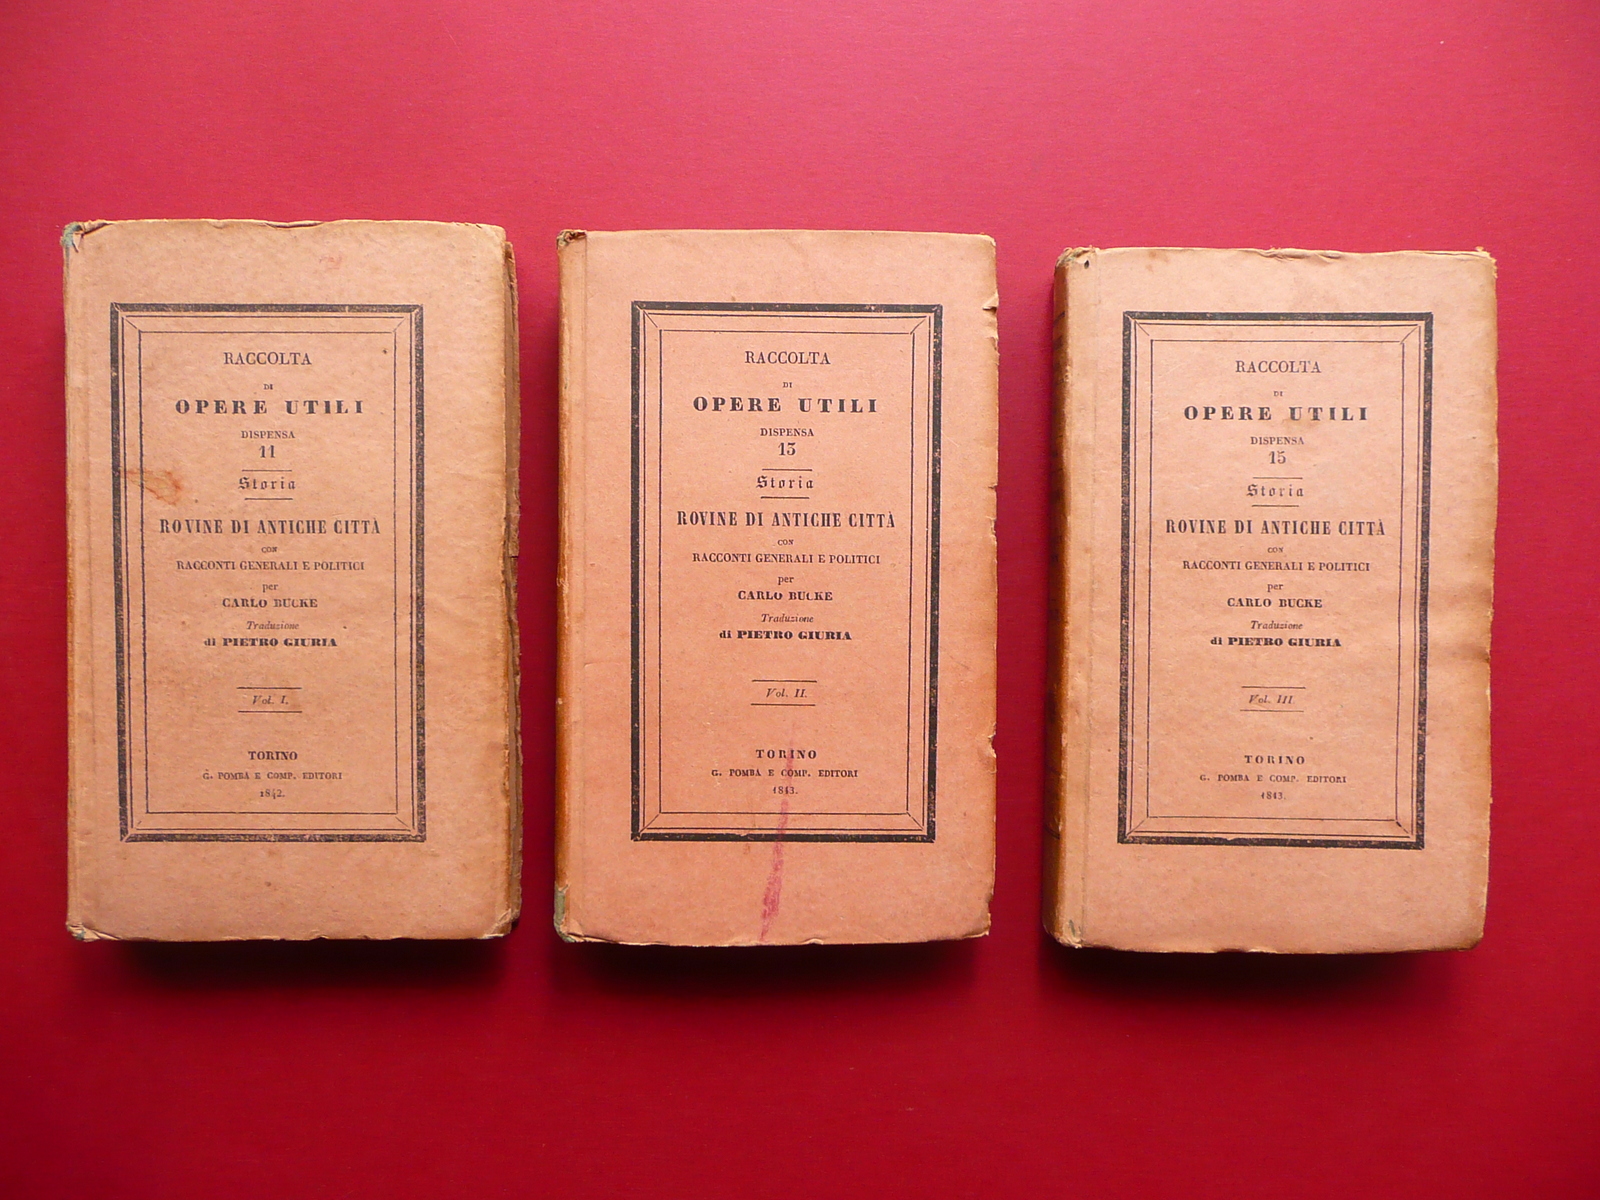 RACCOLTA
DI
OPERE UTILI
DISPENSA
11
Storia
ROVINE DI ANTICHE CITTÀ
CON
RACCONTI GENERALI E POLITICI
per
CARLO BUCKE
Traduzione
di PIETRO GIURIA
Vol. I.
TORINO
G. POMBA E COMP. EDITORI
1842.
RACCOLTA
DI
OPERE UTILI
DISPENSA
13
Storia
ROVINE DI ANTICHE CITTÀ
CON
RACCONTI GENERALI E POLITICI
per
CARLO BUCKE
Traduzione
di PIETRO GIURIA
Vol. II.
TORINO
G. POMBA E COMP. EDITORI
1843.
RACCOLTA
DI
OPERE UTILI
DISPENSA
15
Storia
ROVINE DI ANTICHE CITTÀ
CON
RACCONTI GENERALI E POLITICI
per
CARLO BUCKE
Traduzione
di PIETRO GIURIA
Vol. III.
TORINO
G. POMBA E COMP. EDITORI
1843.